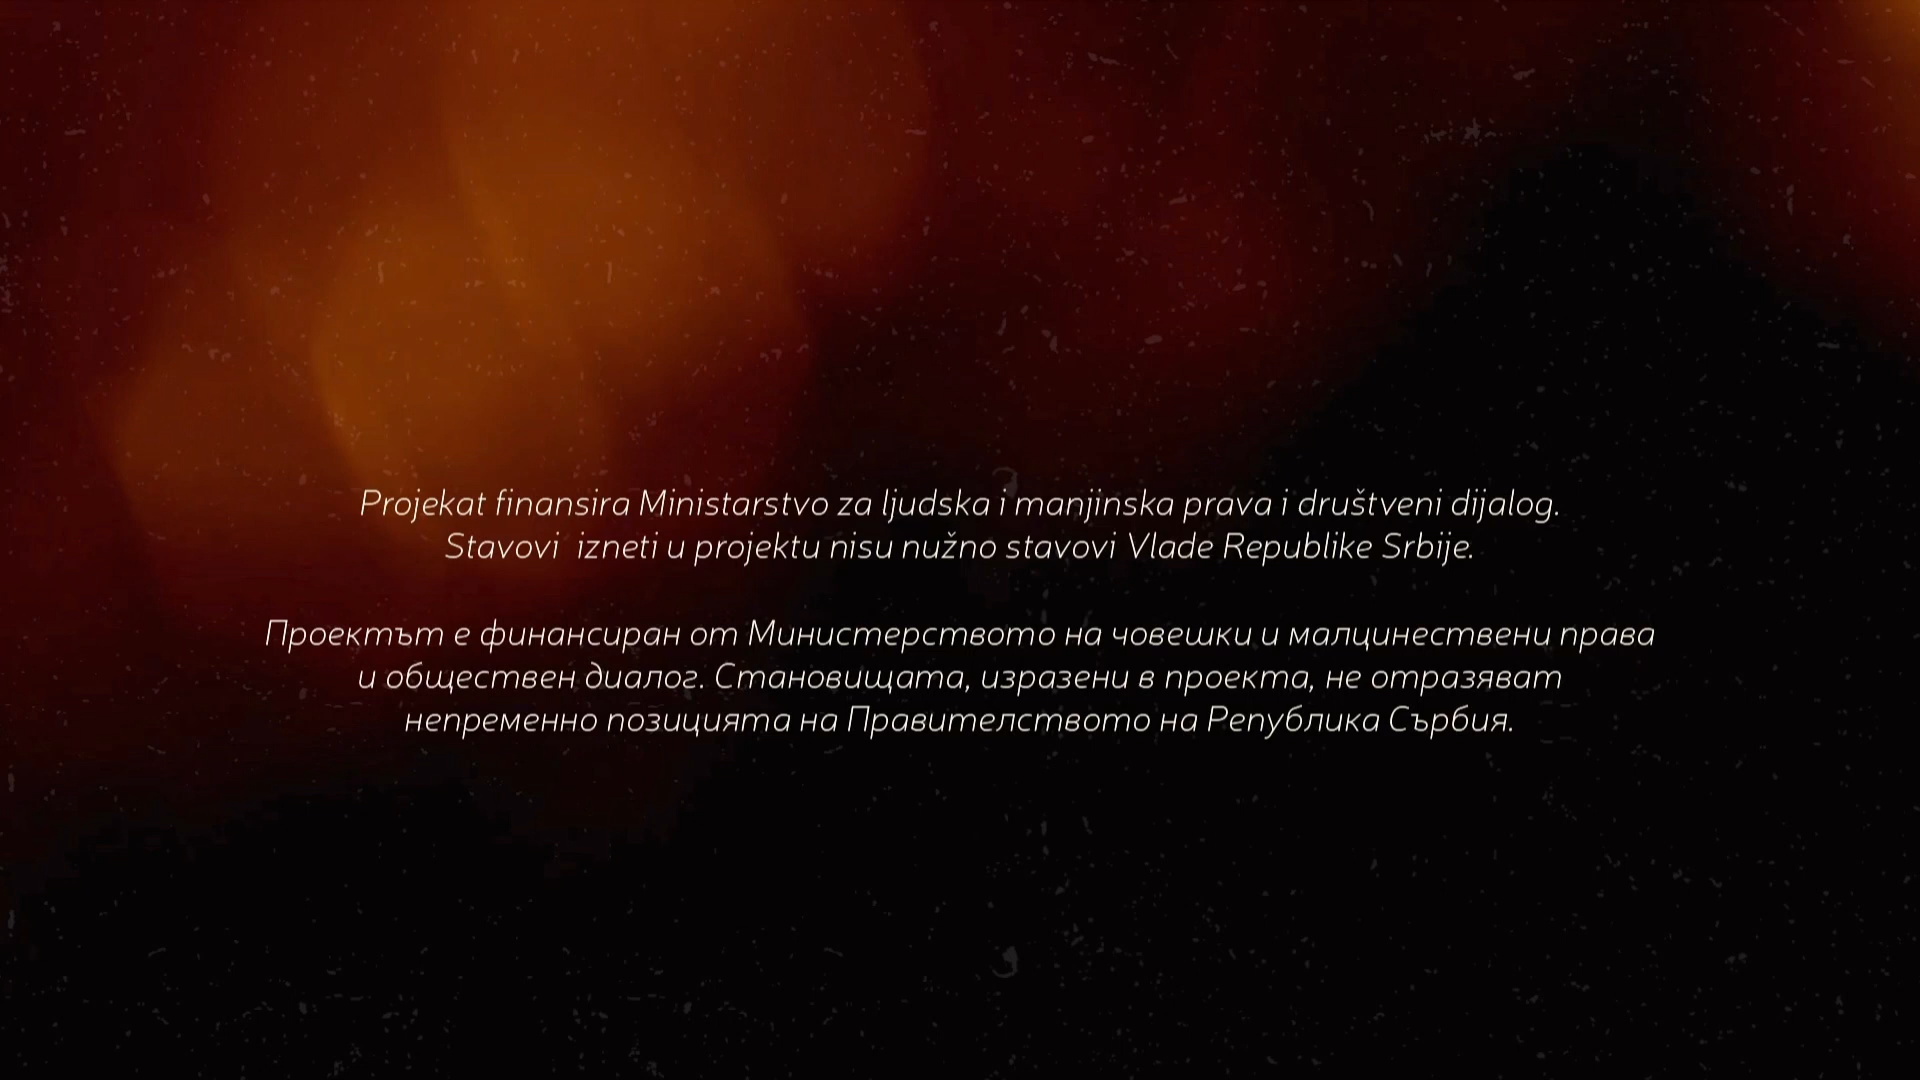 Projekat finansira Ministarstvo za ljudska i manjinska prava i društveni dijalog.
Stavovi izneti u projektu nisu nužno stavovi Vlade Republike Srbije.
Проектът е финансиран от Министерството на човешки и малцинествени права
и обществен диалог. Становищата, изразени в проекта, не отразяват
непременно позицията на Правителството на Република Сърбия.